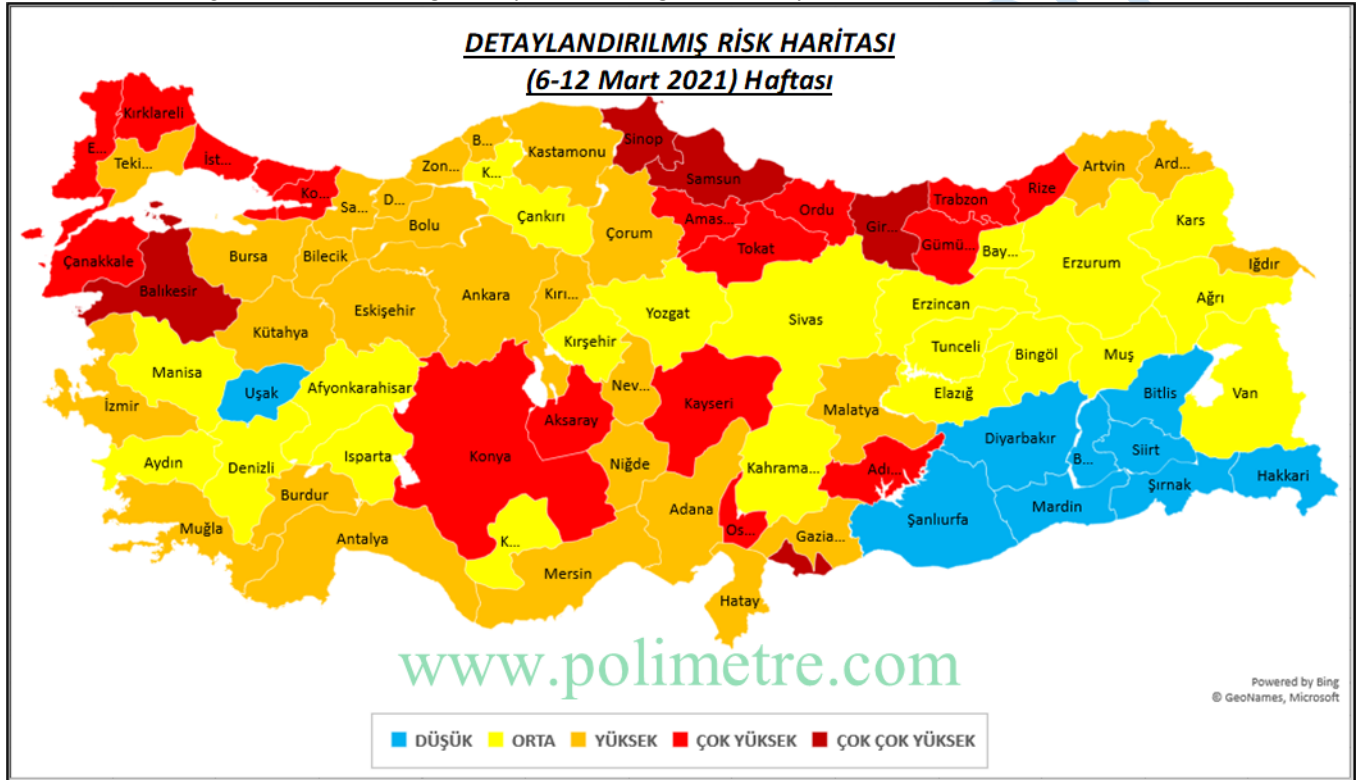 DETAYLANDIRILMIŞ RİSK HARİTASI
(6-12 Mart 2021) Haftası
Kırklareli
E...
Teki...
İst...
Ko...
Sa...
D...
Zon...
B...
K...
Kastamonu
Sinop
Samsun
Çankırı
Bolu
Çorum
Amas...
Tokat
Ordu
Gir...
Trabzon
Gümü...
Rize
Artvin
Ard...
Kars
Bay...
Erzurum
Iğdır
Ağrı
Çanakkale
Balıkesir
Bursa
Bilecik
Eskişehir
Ankara
Kırı...
Kütahya
Yozgat
Sivas
Erzincan
Tunceli
Bingöl
Muş
Kırşehir
Manisa
Uşak
Afyonkarahisar
İzmir
Nev...
Kayseri
Aksaray
Malatya
Elazığ
Bitlis
Van
Aydın
Denizli
Isparta
Konya
Niğde
Kahrama...
Adı...
Diyarbakır
B...
Siirt
Şırnak
Hakkari
Burdur
Muğla
Antalya
K...
Mersin
Adana
Os...
Gazia...
Şanlıurfa
Mardin
Hatay
www.polimetre.com
Powered by Bing
© GeoNames, Microsoft
DÜŞÜK ORTA YÜKSEK ÇOK YÜKSEK ÇOK ÇOK YÜKSEK